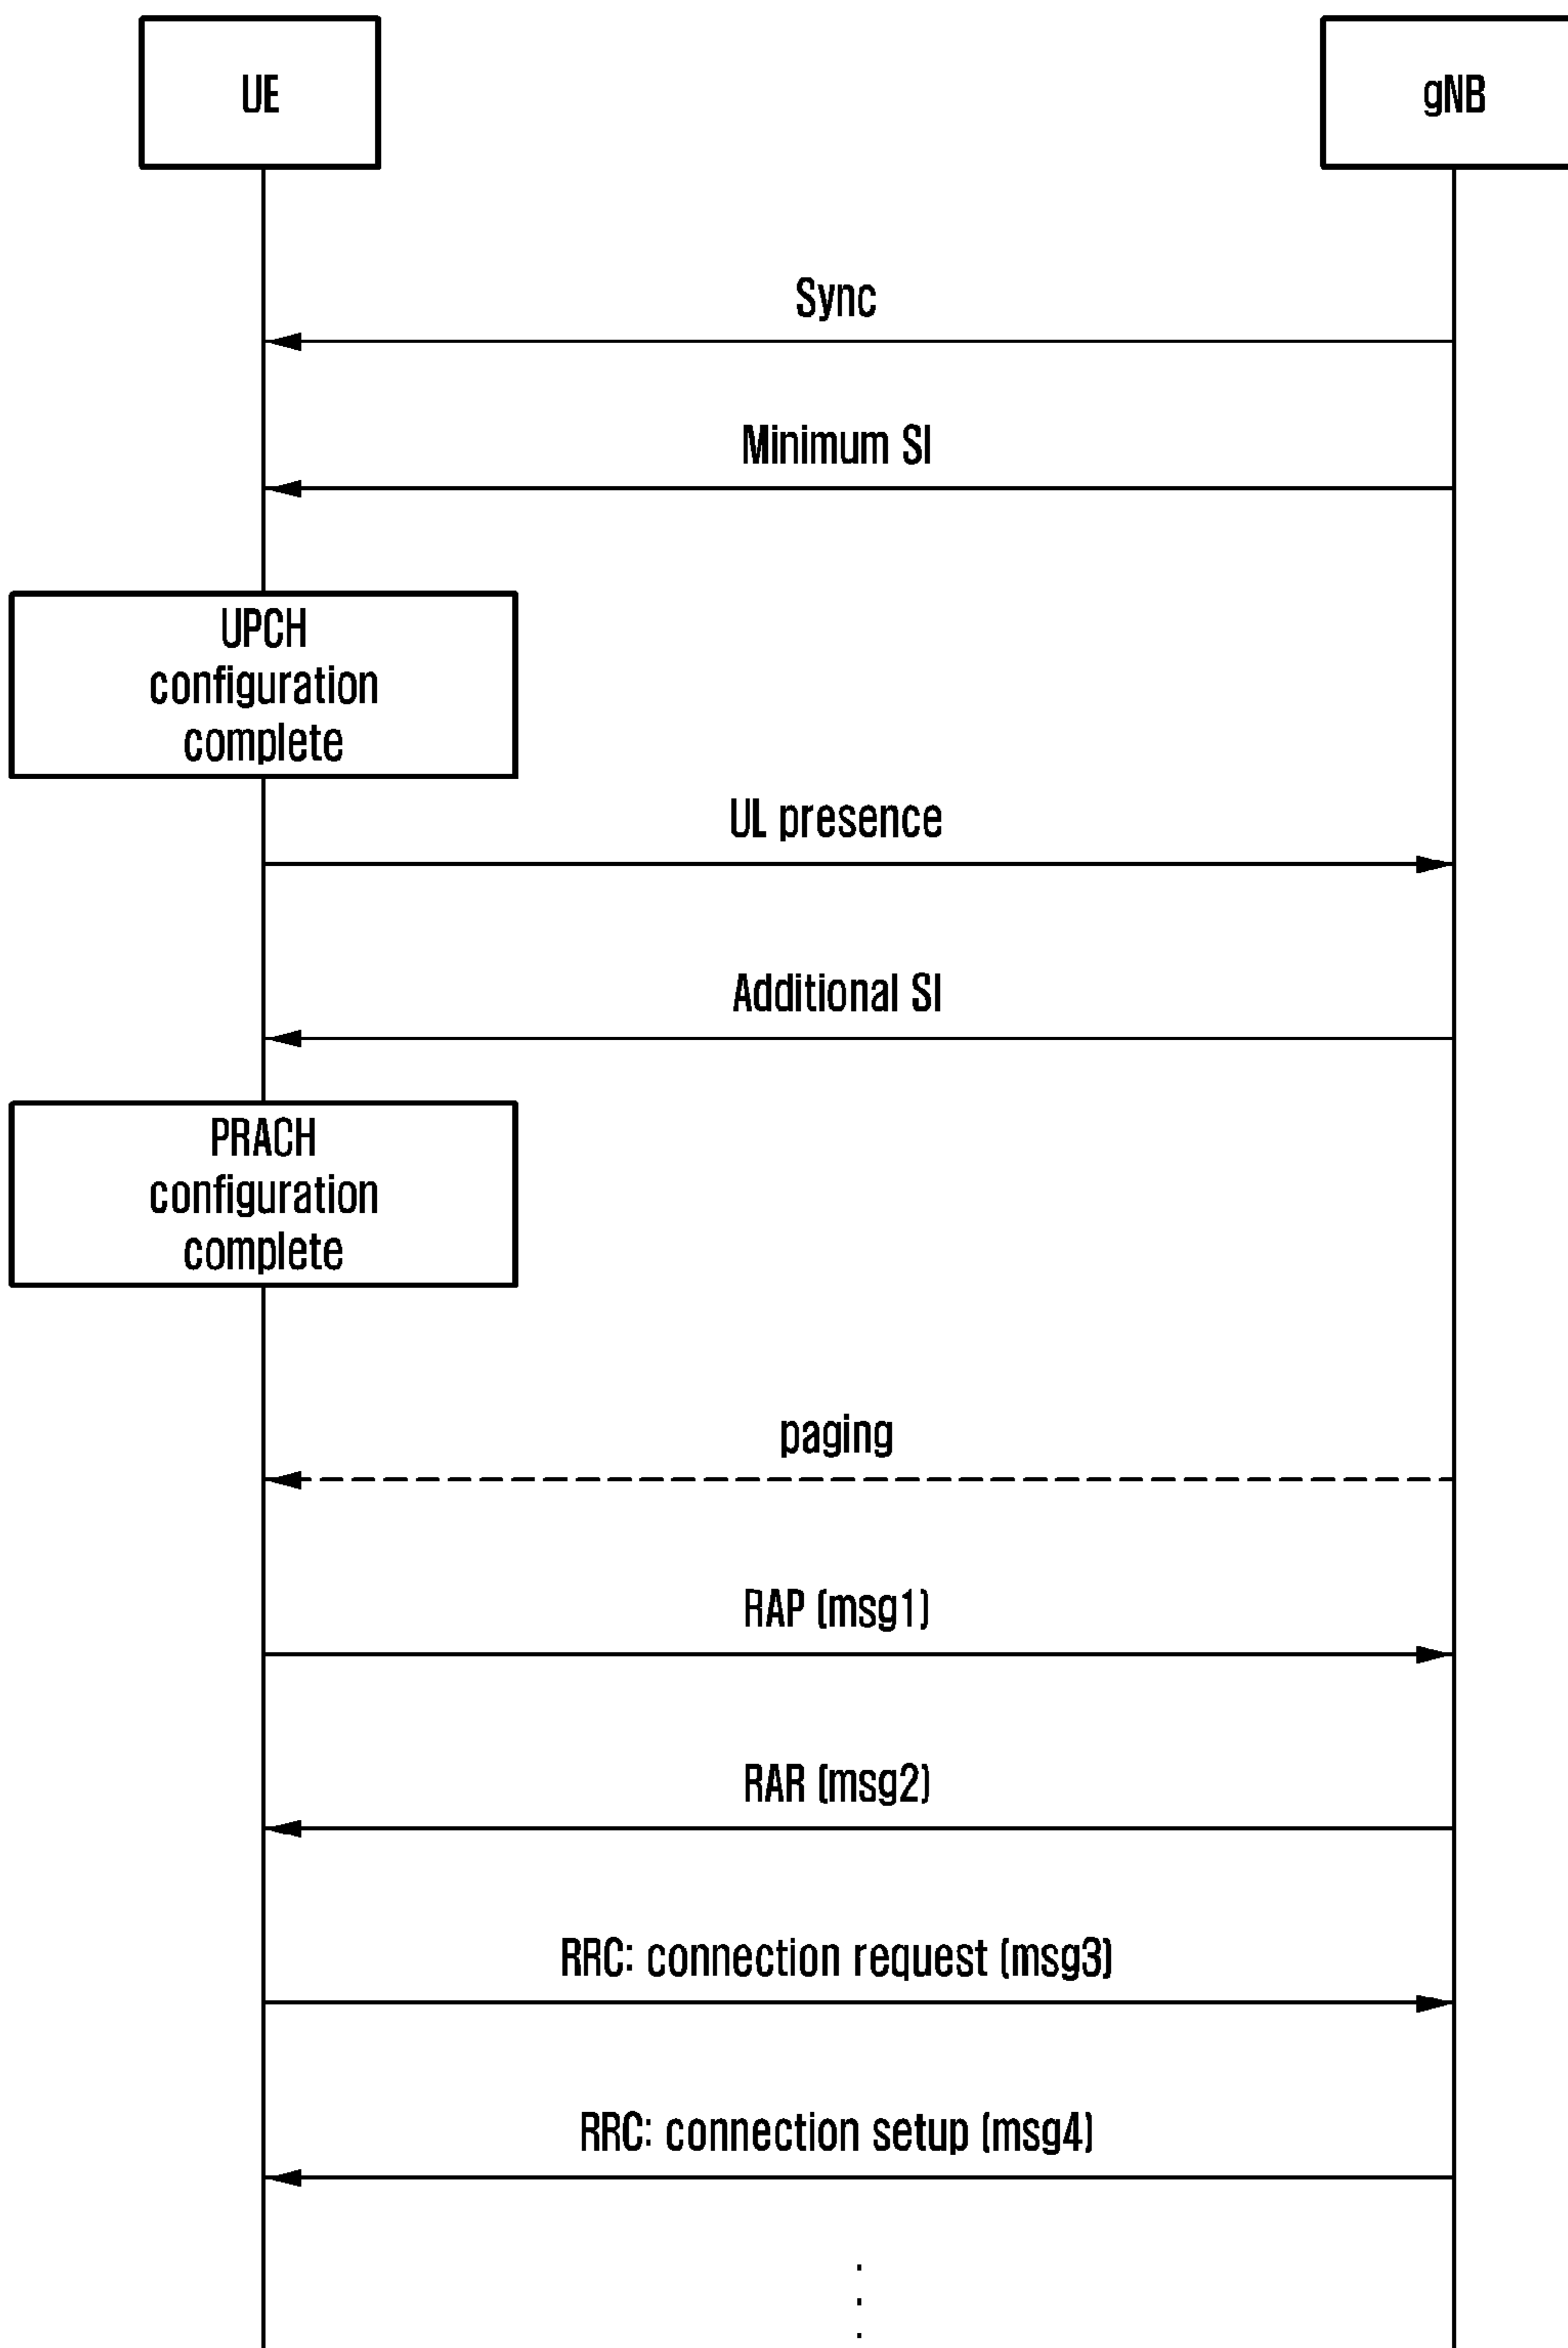 UE
gNB
Sync
Minimum SI
UPCH
configuration
complete
UL presence
Additional SI
PRACH
configuration
complete
paging
RAP (msg1)
RAR (msg2)
RRC: connection request (msg3)
RRC: connection setup (msg4)